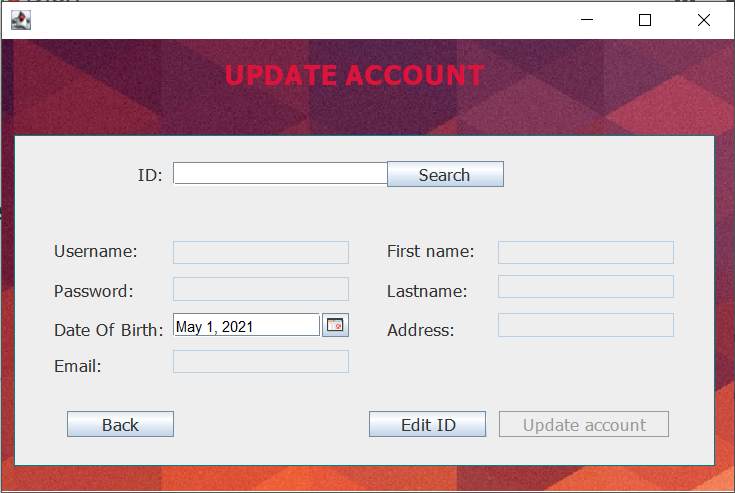 UPDATE ACCOUNT
ID: Search
Username: First name:
Password: Lastname:
Date Of Birth: May 1, 2021 Address:
Email:
Back Edit ID Update account